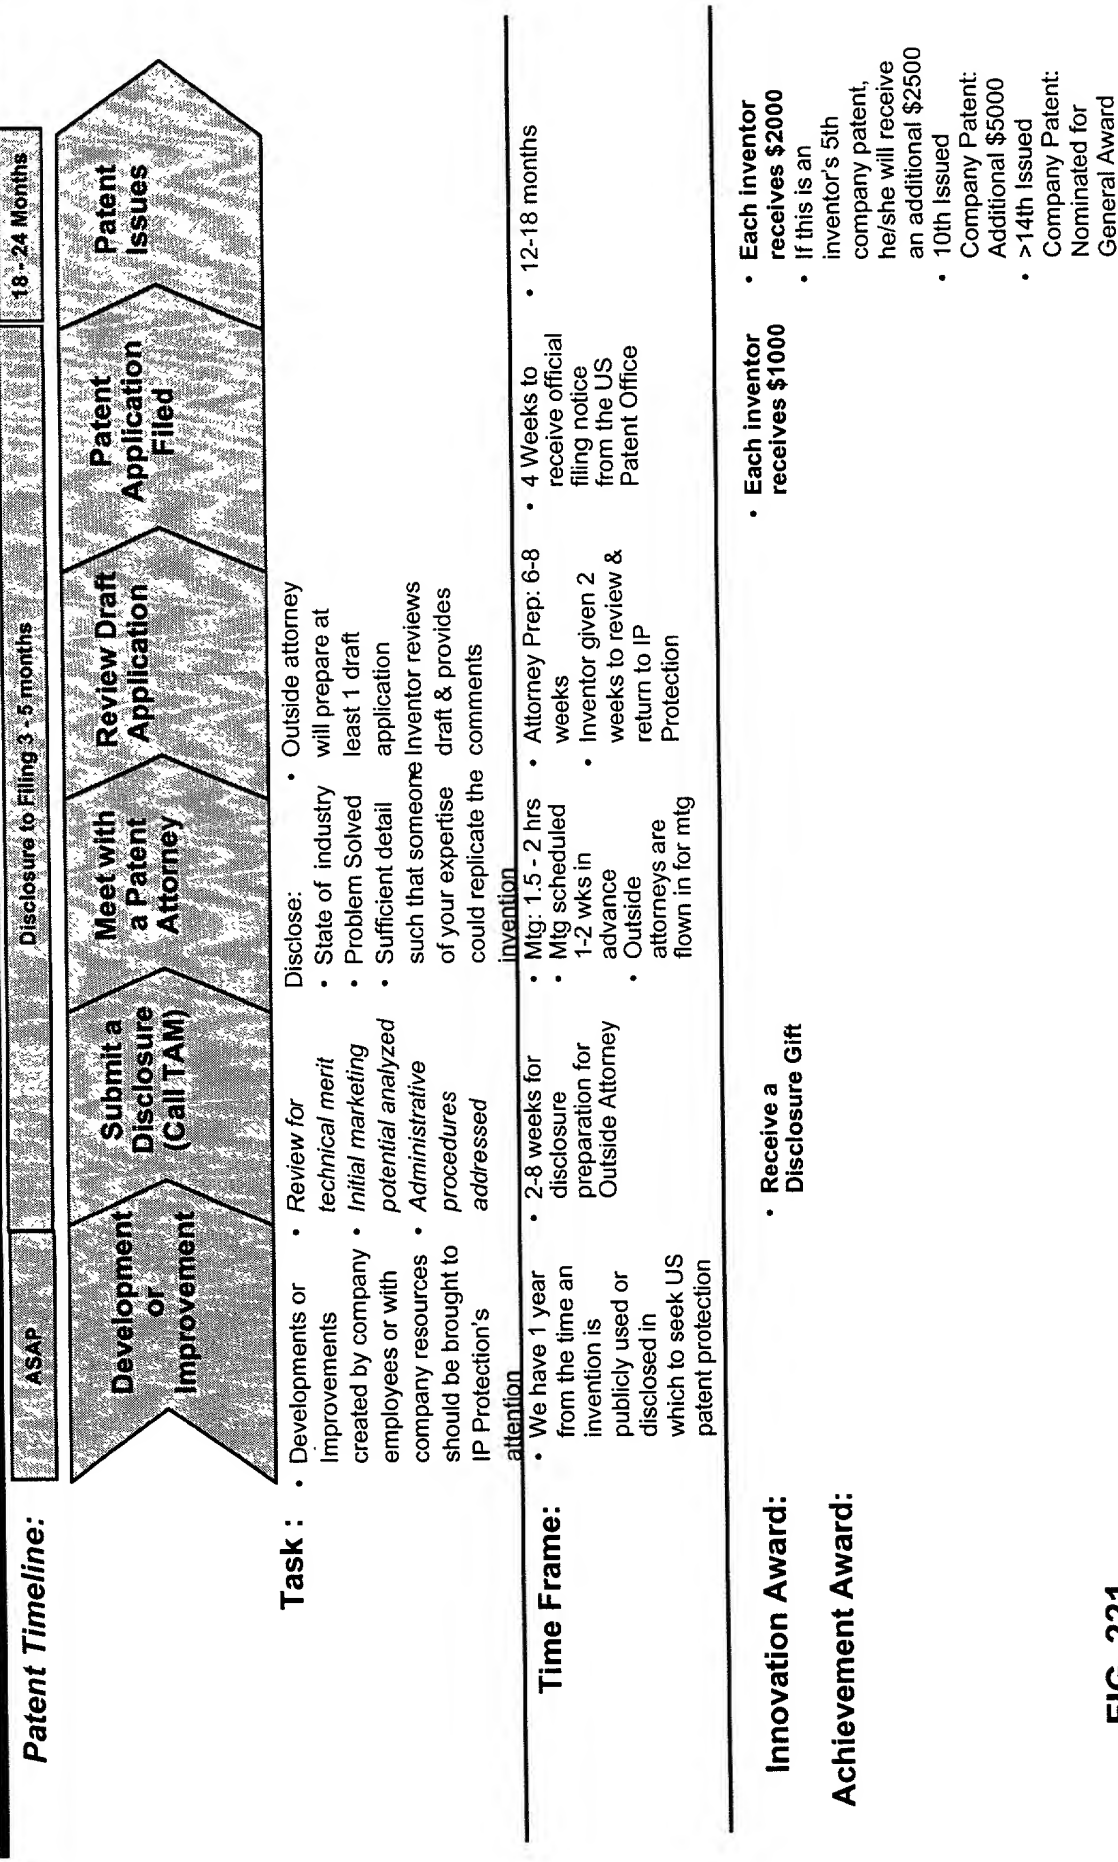 Patent Timeline:
ASAP
Disclosure to Filing 3 - 5 months
18 - 24 Months
Development
or
Improvement
Submit a
Disclosure
(Call TAM)
Meet with
a Patent
Attorney
Review Draft
Application
Patent
Application
Filed
Patent
Issues
Task :
• Developments or
Improvements
created by company
employees or with
company resources
should be brought to
IP Protection's
attention
• Review for
technical merit
• Initial marketing
potential analyzed
• Administrative
procedures
addressed
Disclose:
• State of industry
• Problem Solved
• Sufficient detail
such that someone
of your expertise
could replicate the
invention
• Outside attorney
will prepare at
least 1 draft
application
Inventor reviews
draft & provides
comments
Time Frame:
• We have 1 year
from the time an
invention is
publicly used or
disclosed in
which to seek US
patent protection
• 2-8 weeks for
disclosure
preparation for
Outside Attorney
• Mtg: 1.5 - 2 hrs
• Mtg scheduled
1-2 wks in
advance
• Outside
attorneys are
flown in for mtg
• Attorney Prep: 6-8
weeks
• Inventor given 2
weeks to review &
return to IP
Protection
• 4 Weeks to
receive official
filing notice
from the US
Patent Office
• 12-18 months
Innovation Award:
Achievement Award:
• Receive a
Disclosure Gift
• Each inventor
receives $1000
• Each inventor
receives $2000
• If this is an
inventor's 5th
company patent,
he/she will receive
an additional $2500
• 10th Issued
Company Patent:
Additional $5000
• >14th Issued
Company Patent:
Nominated for
General Award
FIG. 221